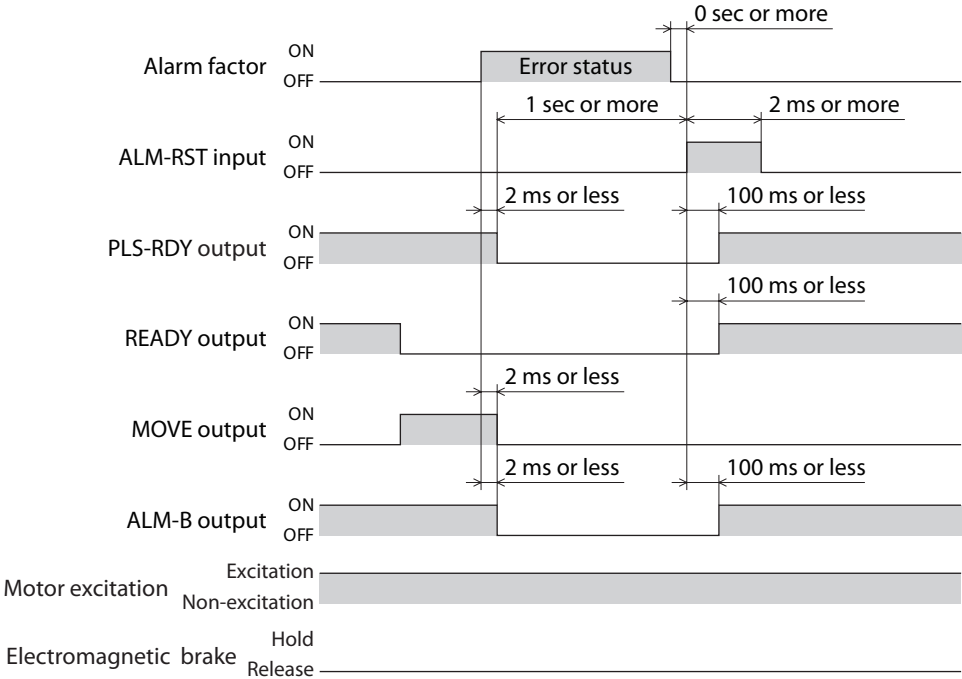 0 sec or more
Alarm factor
ON
OFF
Error status
1 sec or more
2 ms or more
ALM-RST input
ON
OFF
2 ms or less
100 ms or less
PLS-RDY output
ON
OFF
100 ms or less
READY output
ON
OFF
2 ms or less
MOVE output
ON
OFF
2 ms or less
100 ms or less
ALM-B output
ON
OFF
Motor excitation
Excitation
Non-excitation
Electromagnetic brake
Hold
Release